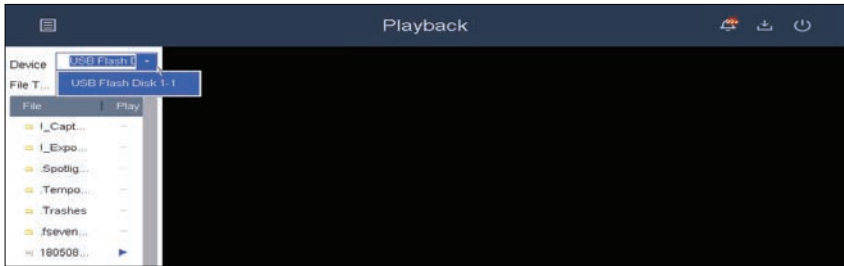 Playback
Device USB Flash D
File T... USB Flash Disk 1-1
File Play
I_Capt...
I_Expo...
.Spotlig...
.Tempo...
.Trashes
.fseven...
180508...